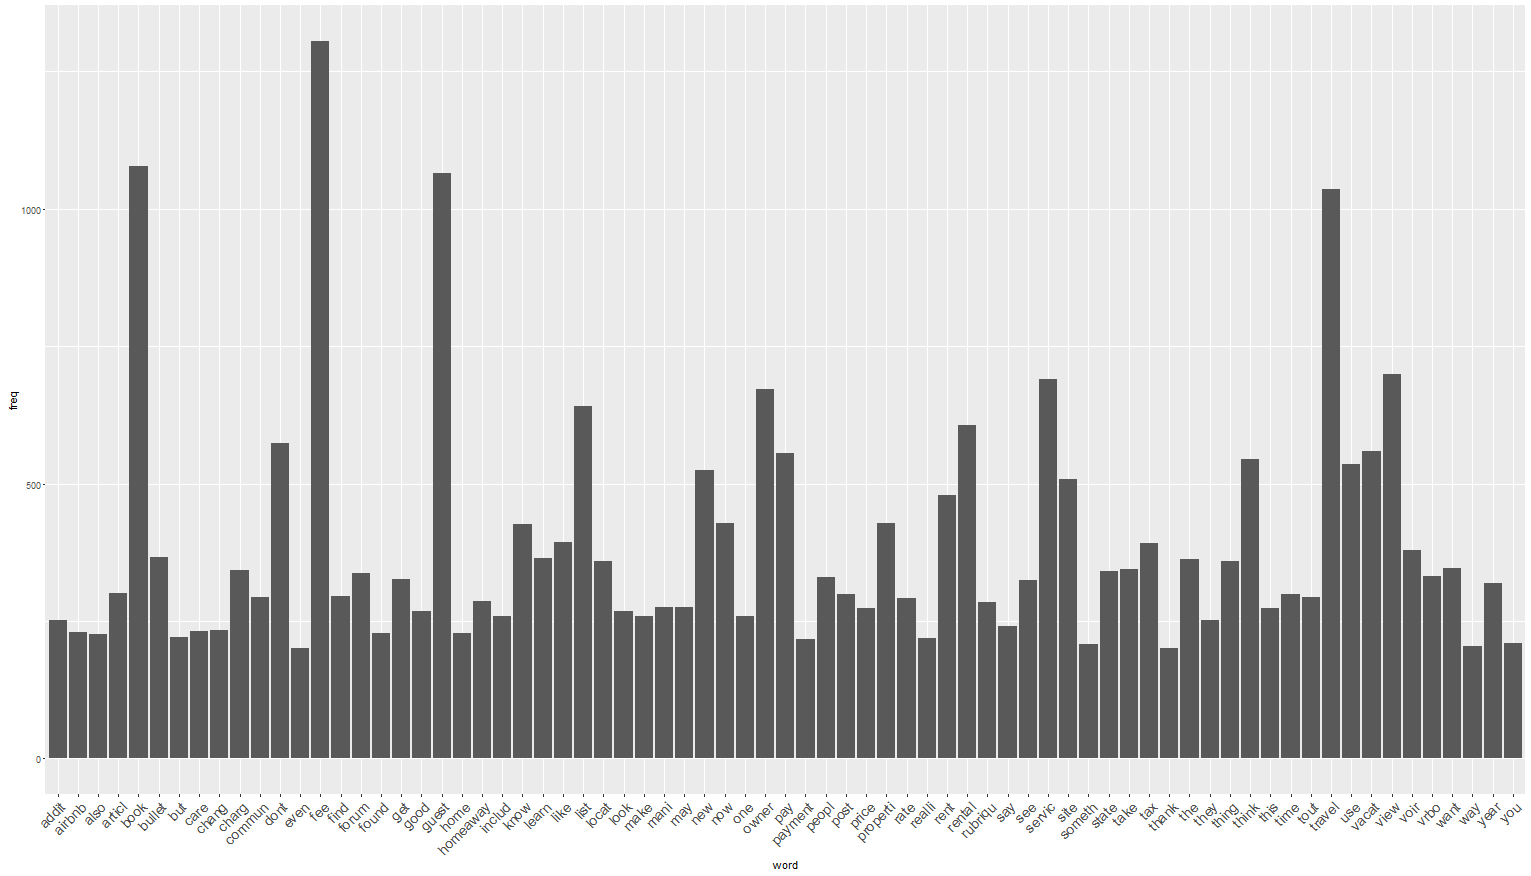 freq
1000
500
0
addit
airbnb
also
articl
book
bullet
but
care
chang
charg
commun
dont
even
fee
find
forum
found
get
good
guest
home
homeaway
includ
know
learn
like
list
locat
look
make
mani
may
new
now
one
owner
pay
payment
peopl
post
price
properti
rate
realli
rent
rental
rubriqu
say
see
servic
site
someth
state
take
tax
thank
the
they
thing
think
this
time
tout
travel
use
vacat
view
voir
vrbo
want
way
year
you
word